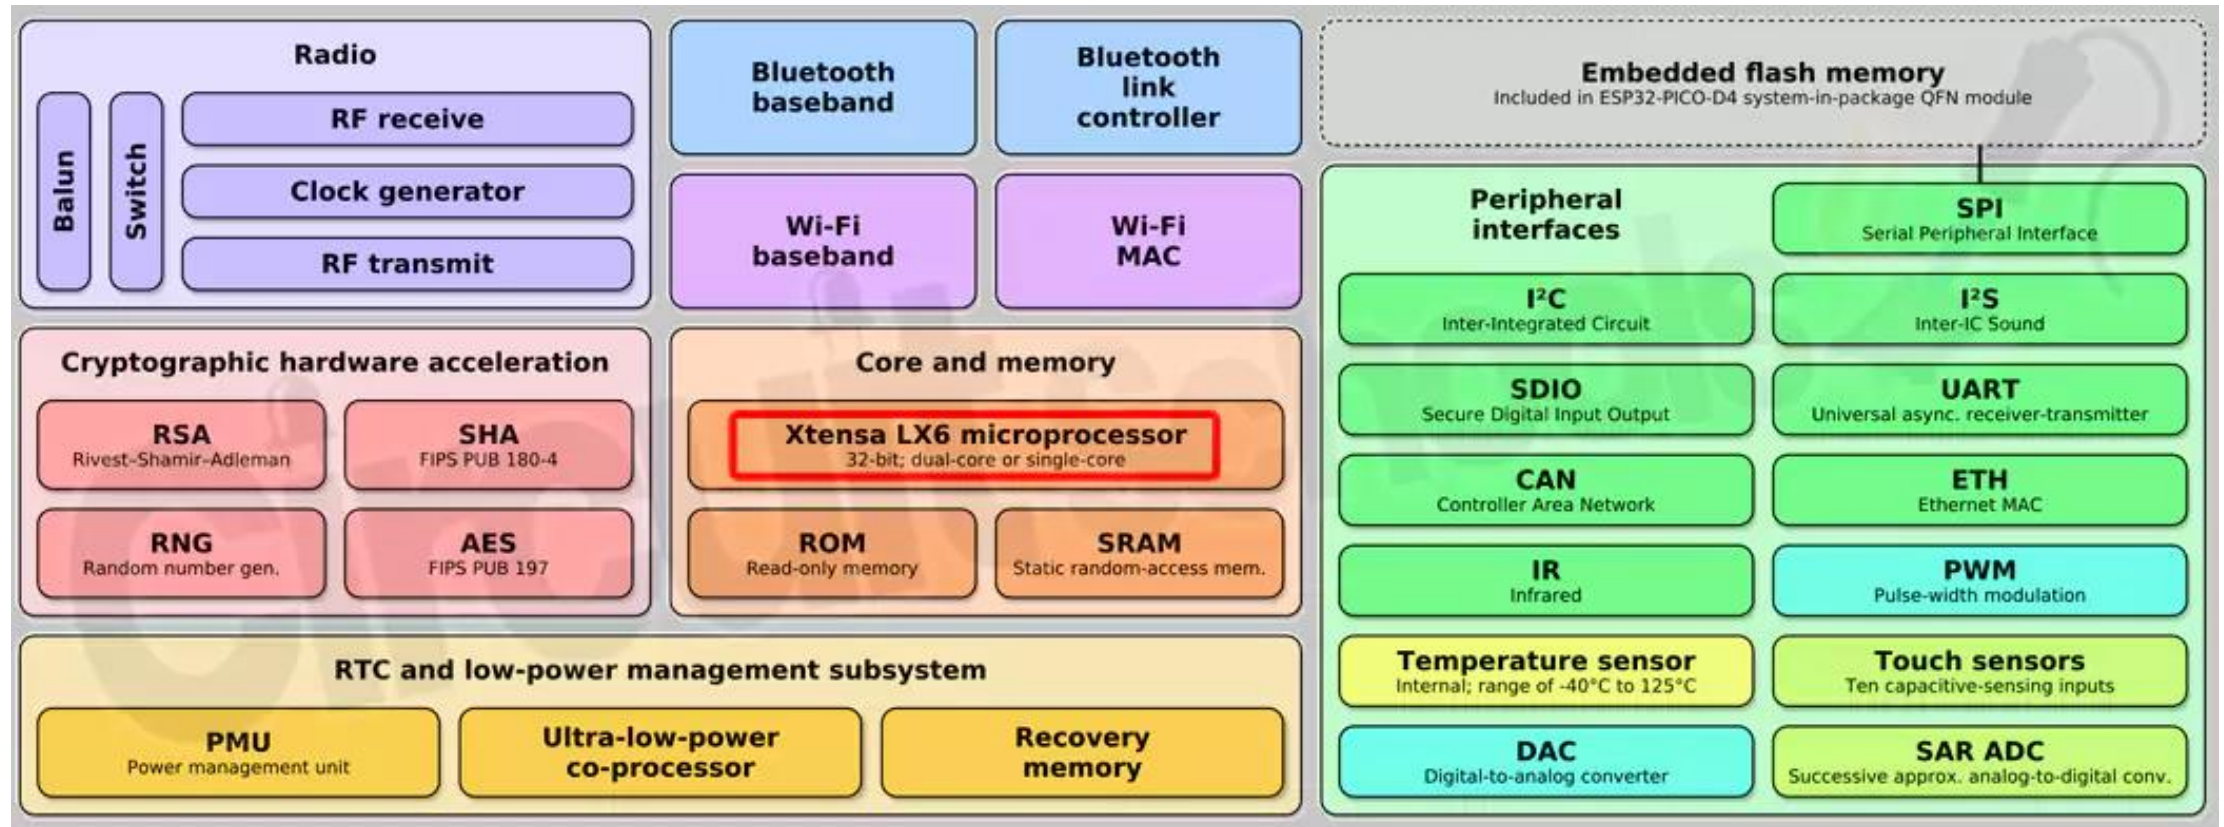 Radio
Balun
Switch
RF receive
Clock generator
RF transmit
Bluetooth
baseband
Bluetooth
link
controller
Wi-Fi
baseband
Wi-Fi
MAC
Embedded flash memory
Included in ESP32-PICO-D4 system-in-package QFN module
Cryptographic hardware acceleration
RSA
Rivest–Shamir–Adleman
SHA
FIPS PUB 180-4
RNG
Random number gen.
AES
FIPS PUB 197
Core and memory
Xtensa LX6 microprocessor
32-bit; dual-core or single-core
ROM
Read-only memory
SRAM
Static random-access mem.
RTC and low-power management subsystem
PMU
Power management unit
Ultra-low-power
co-processor
Recovery
memory
Peripheral
interfaces
SPI
Serial Peripheral Interface
I²C
Inter-Integrated Circuit
I²S
Inter-IC Sound
SDIO
Secure Digital Input Output
UART
Universal async. receiver-transmitter
CAN
Controller Area Network
ETH
Ethernet MAC
IR
Infrared
PWM
Pulse-width modulation
Temperature sensor
Internal; range of -40°C to 125°C
Touch sensors
Ten capacitive-sensing inputs
DAC
Digital-to-analog converter
SAR ADC
Successive approx. analog-to-digital conv.
Circuitschools